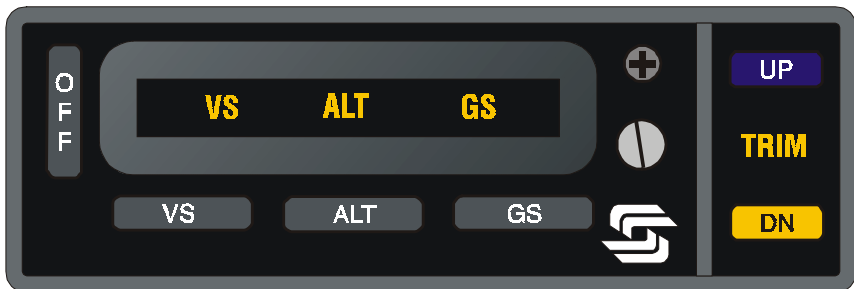 OFF
VS ALT GS
VS ALT GS
UP
TRIM
DN